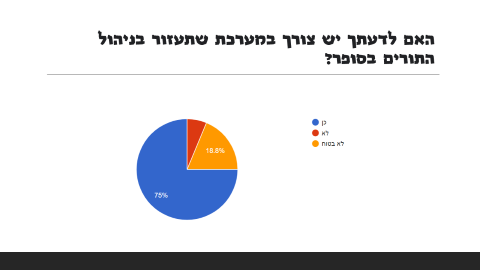 האם לדעתך יש צורך במערכת שתעזור בניהול
התורים בסופר?
כן
לא
לא בטוח
18.8%
75%